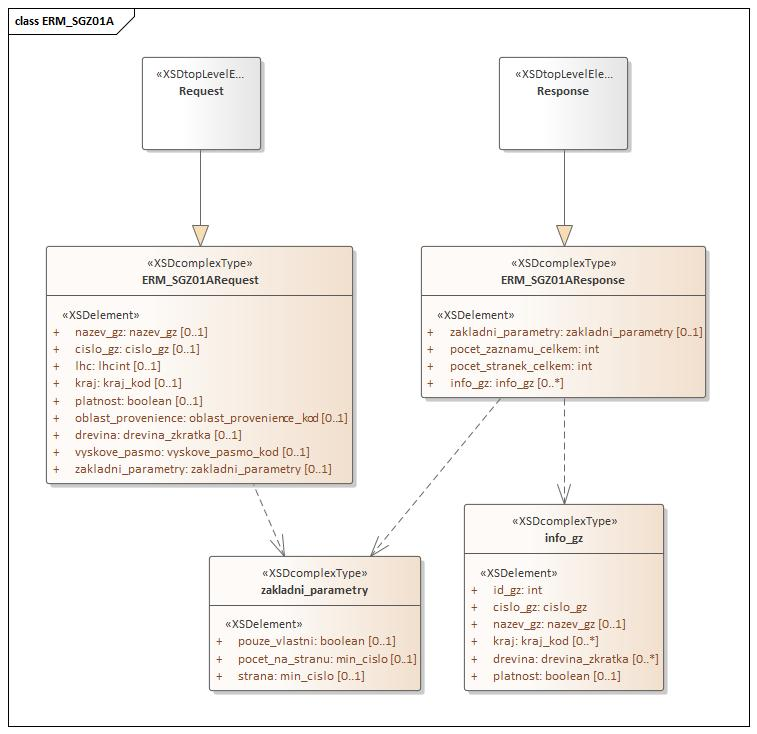 class ERM_SGZ01A
«XSDtopLevelE...
Request
«XSDtopLevelEle...
Response
«XSDcomplexType»
ERM_SGZ01ARequest
«XSDelement»
+ nazev_gz: nazev_gz [0..1]
+ cislo_gz: cislo_gz [0..1]
+ lhc: lhcint [0..1]
+ kraj: kraj_kod [0..1]
+ platnost: boolean [0..1]
+ oblast_provenience: oblast_provenience_kod [0..1]
+ drevina: drevina_zkratka [0..1]
+ vyskove_pasmo: vyskove_pasmo_kod [0..1]
+ zakladni_parametry: zakladni_parametry [0..1]
«XSDcomplexType»
ERM_SGZ01AResponse
«XSDelement»
+ zakladni_parametry: zakladni_parametry [0..1]
+ pocet_zaznamu_celkem: int
+ pocet_stranek_celkem: int
+ info_gz: info_gz [0..*]
«XSDcomplexType»
zakladni_parametry
«XSDelement»
+ pouze_vlastni: boolean [0..1]
+ pocet_na_stranu: min_cislo [0..1]
+ strana: min_cislo [0..1]
«XSDcomplexType»
info_gz
«XSDelement»
+ id_gz: int
+ cislo_gz: cislo_gz
+ nazev_gz: nazev_gz [0..1]
+ kraj: kraj_kod [0..*]
+ drevina: drevina_zkratka [0..*]
+ platnost: boolean [0..1]